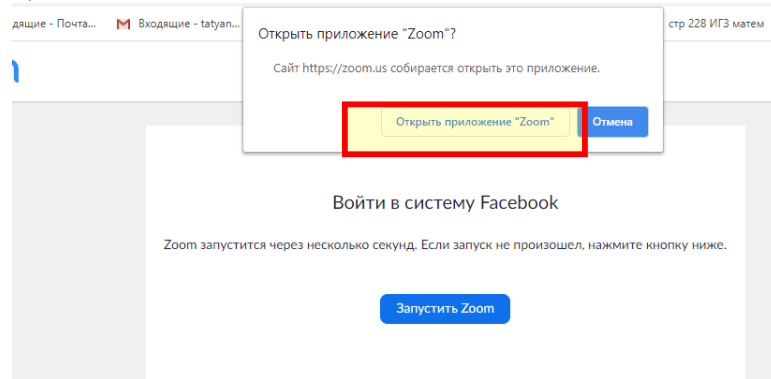 дящие - Почта... Входящие - tatyan... стр 228 ИГЗ матем
Открыть приложение "Zoom"?
Сайт https://zoom.us собирается открыть это приложение.
Открыть приложение "Zoom" Отмена
Войти в систему Facebook
Zoom запустится через несколько секунд. Если запуск не произошел, нажмите кнопку ниже.
Запустить Zoom